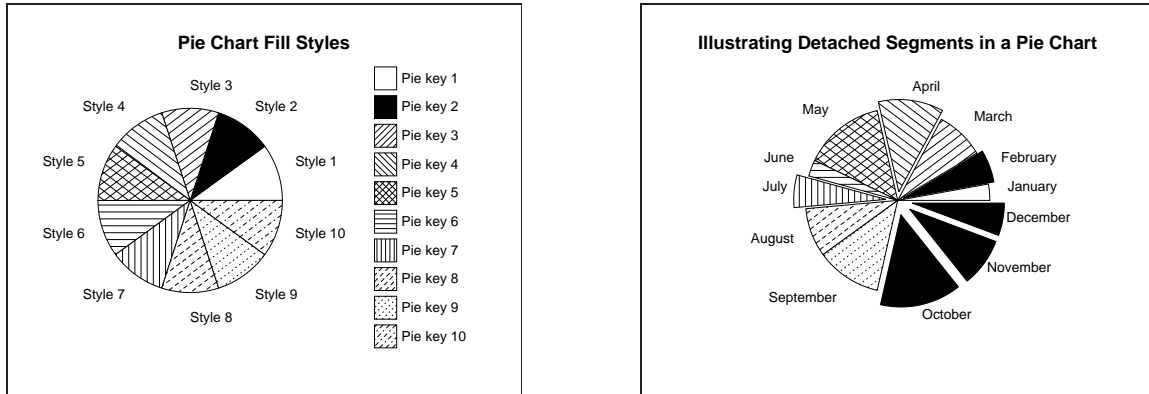 Pie Chart Fill Styles
Style 3
Style 4
Style 2
Style 5
Style 1
Style 6
Style 10
Style 7
Style 9
Style 8
Pie key 1
Pie key 2
Pie key 3
Pie key 4
Pie key 5
Pie key 6
Pie key 7
Pie key 8
Pie key 9
Pie key 10
Illustrating Detached Segments in a Pie Chart
April
May
March
June
February
July
January
December
August
November
September
October